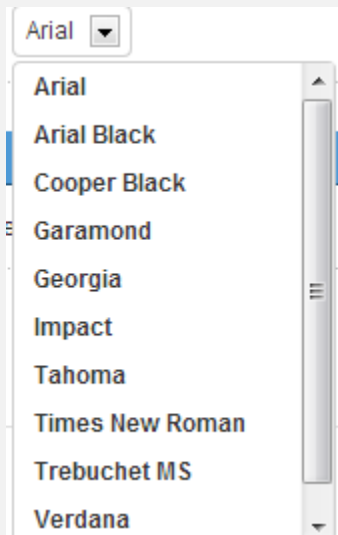 Arial
Arial
Arial Black
Cooper Black
Garamond
Georgia
Impact
Tahoma
Times New Roman
Trebuchet MS
Verdana